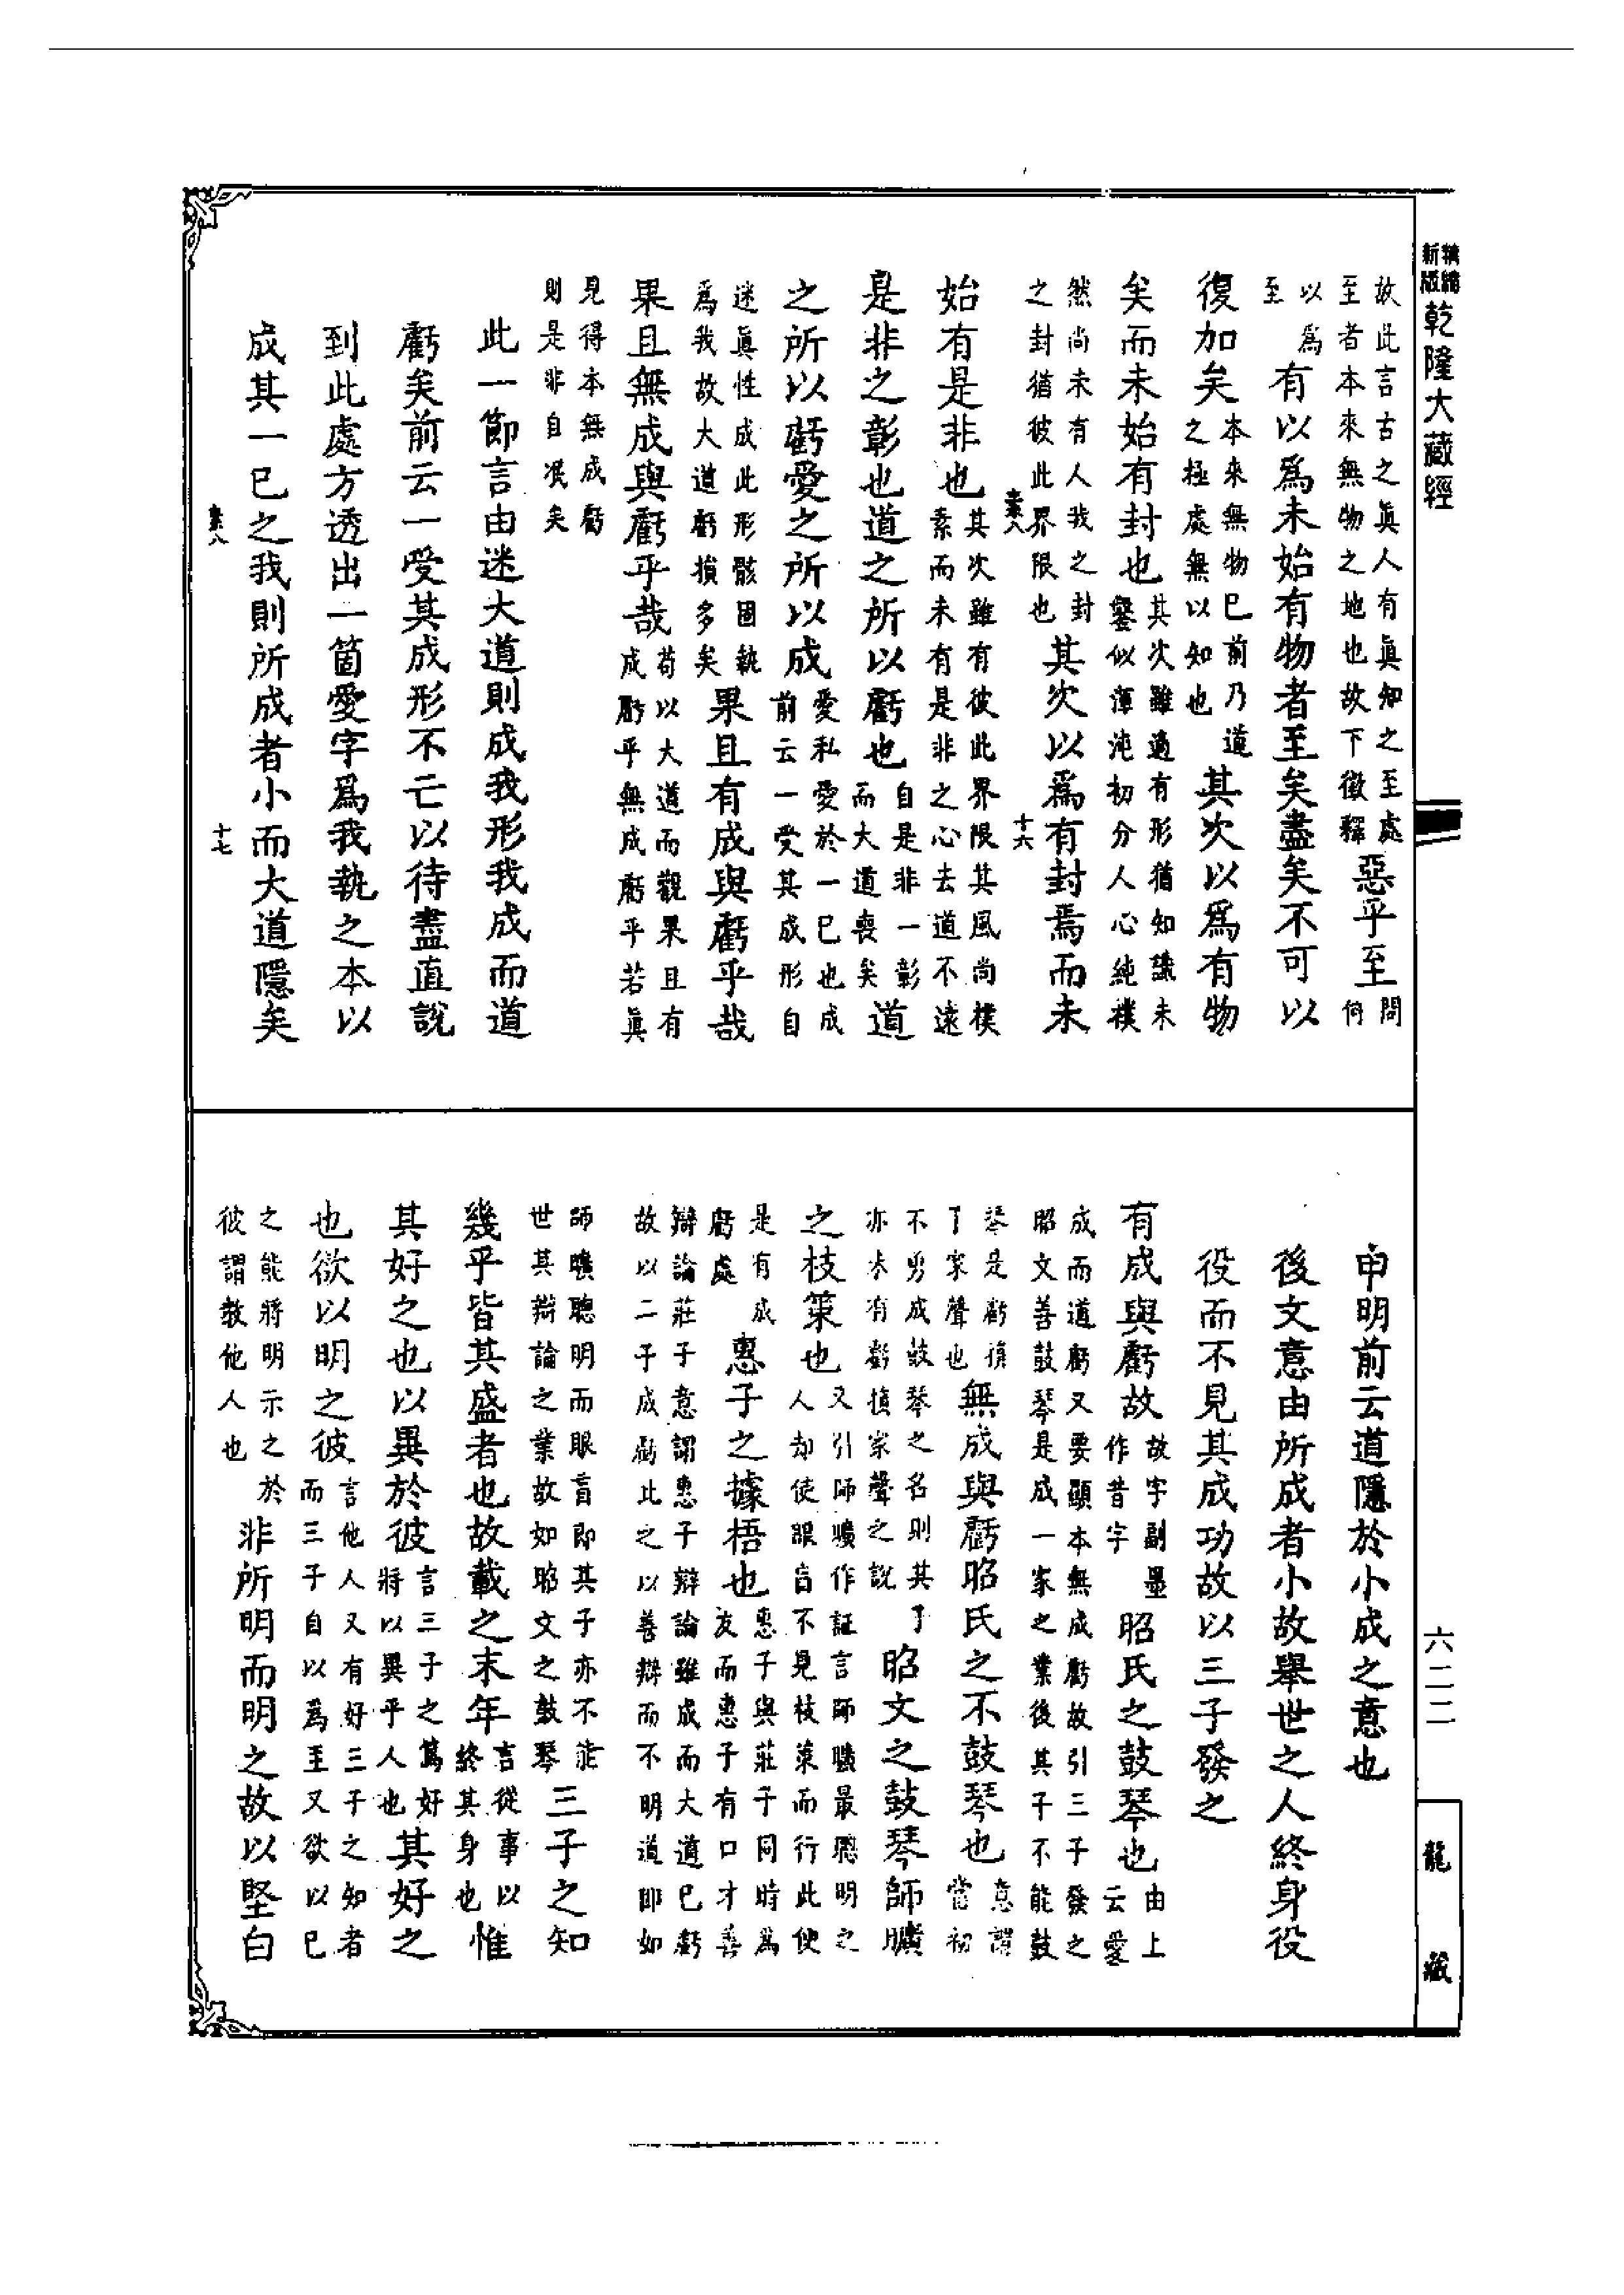 精編
新版
乾隆大藏經
故此言古之眞人有眞知之至處至者本來無物之地也故下徵釋惡乎至問何
以爲至有以爲未始有物者至矣盡矣不可以
復加矣本來無物已前乃道之極處無以知也其次以爲有物
矣而未始有封也其次雖適有形猶知識未鑿似渾沌初分人心純樸
然尚未有人我之封之封猶彼此界限也其次以爲有封焉而未
素八 十六
始有是非也其次雖有彼此界限其風尚樸素而未有是非之心去道不遠
是非之彰也道之所以虧也自是非一彰而大道喪矣道
之所以虧愛之所以成愛私愛於一己也成前云一受其成形自
迷眞性成此形骸固執爲我故大道虧損多矣果且有成與虧乎哉
果且無成與虧乎哉苟以大道而觀果且有成虧乎無成虧乎若眞
見得本無成虧則是非自泯矣
此一節言由迷大道則成我形我成而道
虧矣前云一受其成形不亡以待盡直說
到此處方透出一箇愛字爲我執之本以
成其一已之我則所成者小而大道隱矣
素八 十七
申明前云道隱於小成之意也
後文意由所成者小故舉世之人終身役
役而不見其成功故以三子發之
有成與虧故故字副墨作昔字昭氏之鼓琴也由上云愛
成而道虧又要顯本無成虧故引三子發之昭文善鼓琴是成一家之業後其子不能鼓
琴是虧損了家聲也無成與虧昭氏之不鼓琴也意謂當初
不勇成鼓琴之名則其子亦未有虧損家聲之說昭文之鼓琴師曠
之枝策也又引師曠作証言師曠最聰明之人却使眼盲不見枝策而行此使
是有成虧處惠子之據梧也惠子與莊子同時爲友而惠子有口才善
辯論莊子意謂惠子辯論雖成而大道已虧故以二子成虧此之以善辯而不明道即如
師曠聰明而眼盲即其子亦不能世其辯論之業故如昭文之鼓琴三子之知
幾乎皆其盛者也故載之末年言從事以終其身也惟
其好之也以異於彼言三子之篤好將以異乎人也其好之
也欲以明之彼言他人又有好三子之知者而三子自以爲至又欲以已
之能將明示之於彼謂教他人也非所明而明之故以堅白
六二二
龍藏